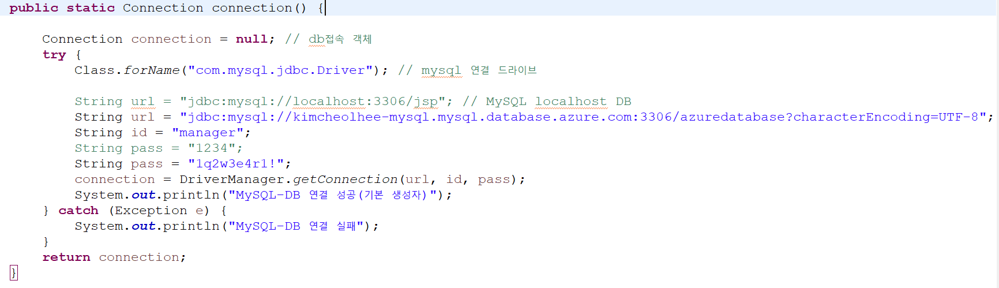 public static Connection connection() {
Connection connection = null; // db접속 객체
try {
Class.forName("com.mysql.jdbc.Driver"); // mysql 연결 드라이브
String url = "jdbc:mysql://localhost:3306/jsp"; // MySQL localhost DB
String url = "jdbc:mysql://kimcheolhee-mysql.mysql.database.azure.com:3306/azuredatabase?characterEncoding=UTF-8";
String id = "manager";
String pass = "1234";
String pass = "1q2w3e4r1!";
connection = DriverManager.getConnection(url, id, pass);
System.out.println("MySQL-DB 연결 성공(기본 생성자)");
} catch (Exception e) {
System.out.println("MySQL-DB 연결 실패");
}
return connection;
}